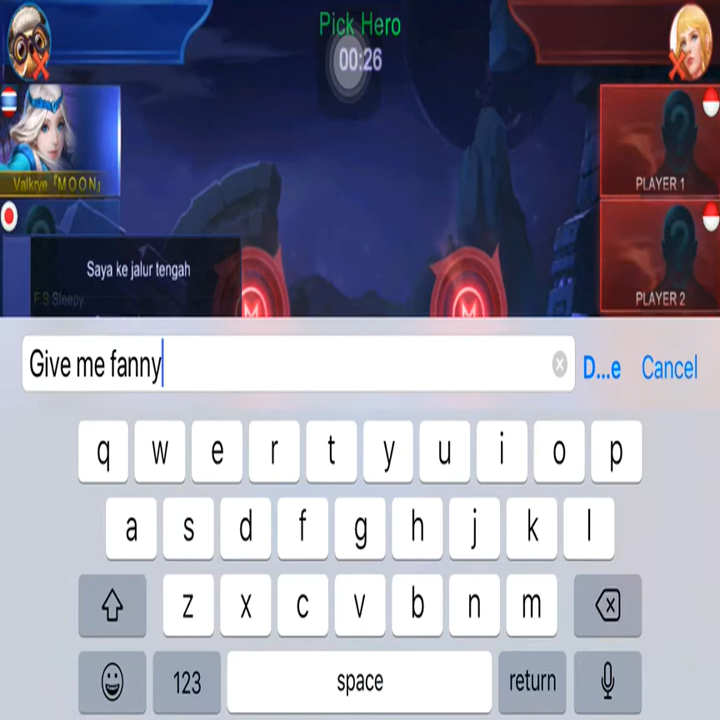 Pick Hero
00:26
Valkrye「MOON」
PLAYER 1
Saya ke jalur tengah
F S Sleepy.
PLAYER 2
Give me fanny
D...e Cancel
q w e r t y u i o p
a s d f g h j k l
z x c v b n m
123 space return